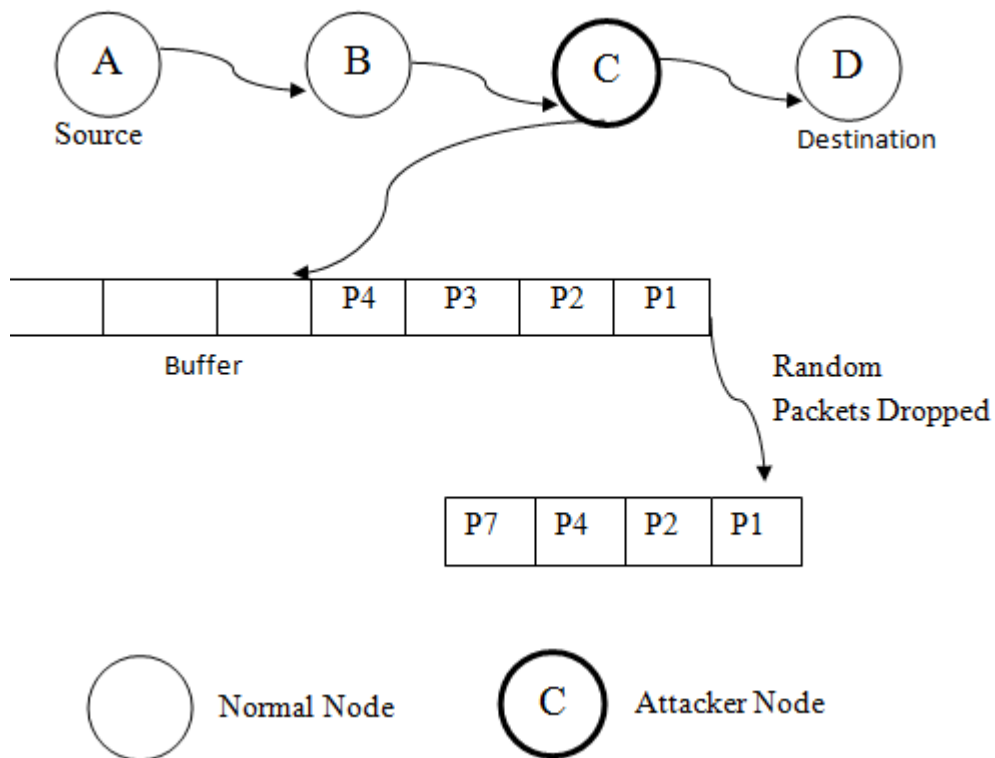 A B C D
Source Destination
P4 P3 P2 P1
Buffer
Random
Packets Dropped
P7 P4 P2 P1
Normal Node C Attacker Node